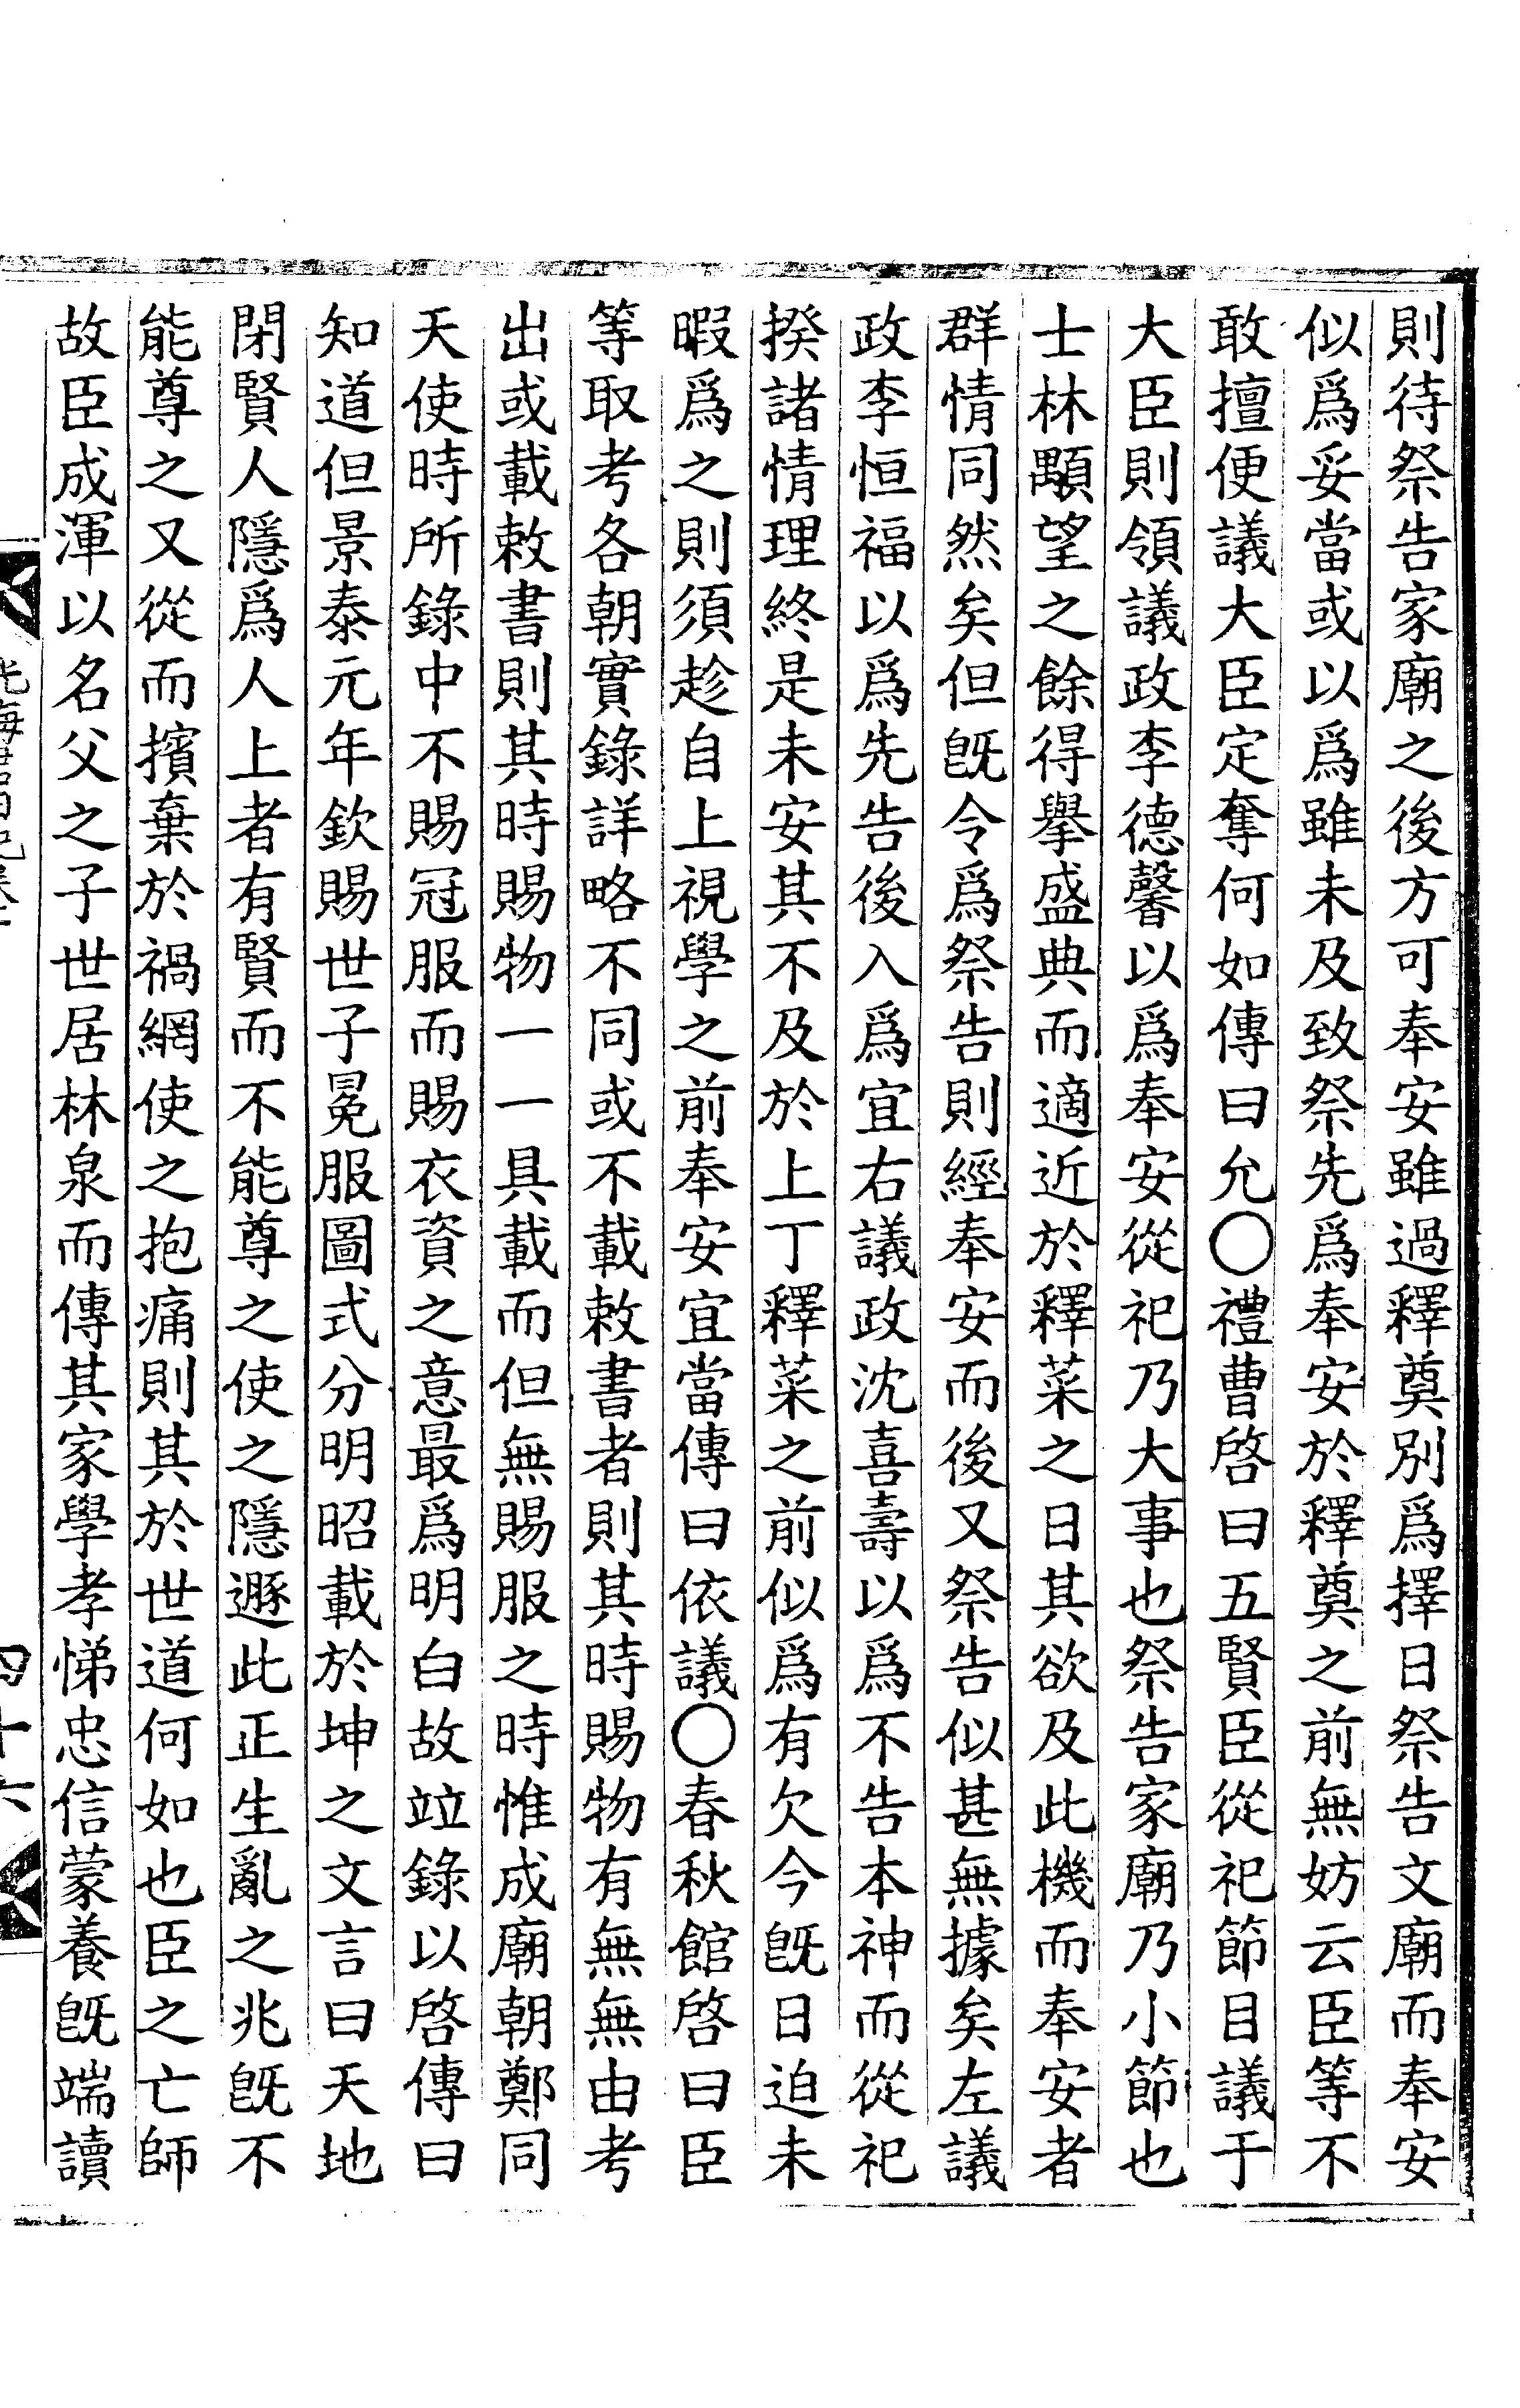 則待祭告家廟之後方可奉安雖過釋奠別爲擇日祭告文廟而奉安
似爲妥當或以爲雖未及致祭先爲奉安於釋奠之前無妨云臣等不
敢擅便議大臣定奪何如傳曰允〇禮曹啓曰五賢臣從祀節目議于
大臣則領議政李德馨以爲奉安從祀乃大事也祭告家廟乃小節也
士林顒望之餘得擧盛典而適近於釋菜之日其欲及此機而奉安者
群情同然矣但旣令爲祭告則經奉安而後又祭告似甚無據矣左議
政李恒福以爲先告後入爲宜右議政沈喜壽以爲不告本神而從祀
揆諸情理終是未安其不及於上丁釋菜之前似爲有欠今旣日迫未
暇爲之則須趁自上視學之前奉安宜當傳曰依議〇春秋館啓曰臣
等取考各朝實錄詳略不同或不載敕書者則其時賜物有無無由考
出或載敕書則其時賜物一一具載而但無賜服之時惟成廟朝鄭同
天使時所錄中不賜冠服而賜衣資之意最爲明白故竝錄以啓傳曰
知道但景泰元年欽賜世子冕服圖式分明昭載於坤之文言曰天地
閉賢人隱爲人上者有賢而不能尊之使之隱遯此正生亂之兆旣不
能尊之又從而擯棄於禍網使之抱痛則其於世道何如也臣之亡師
故臣成渾以名父之子世居林泉而傳其家學孝悌忠信蒙養旣端讀
四十六